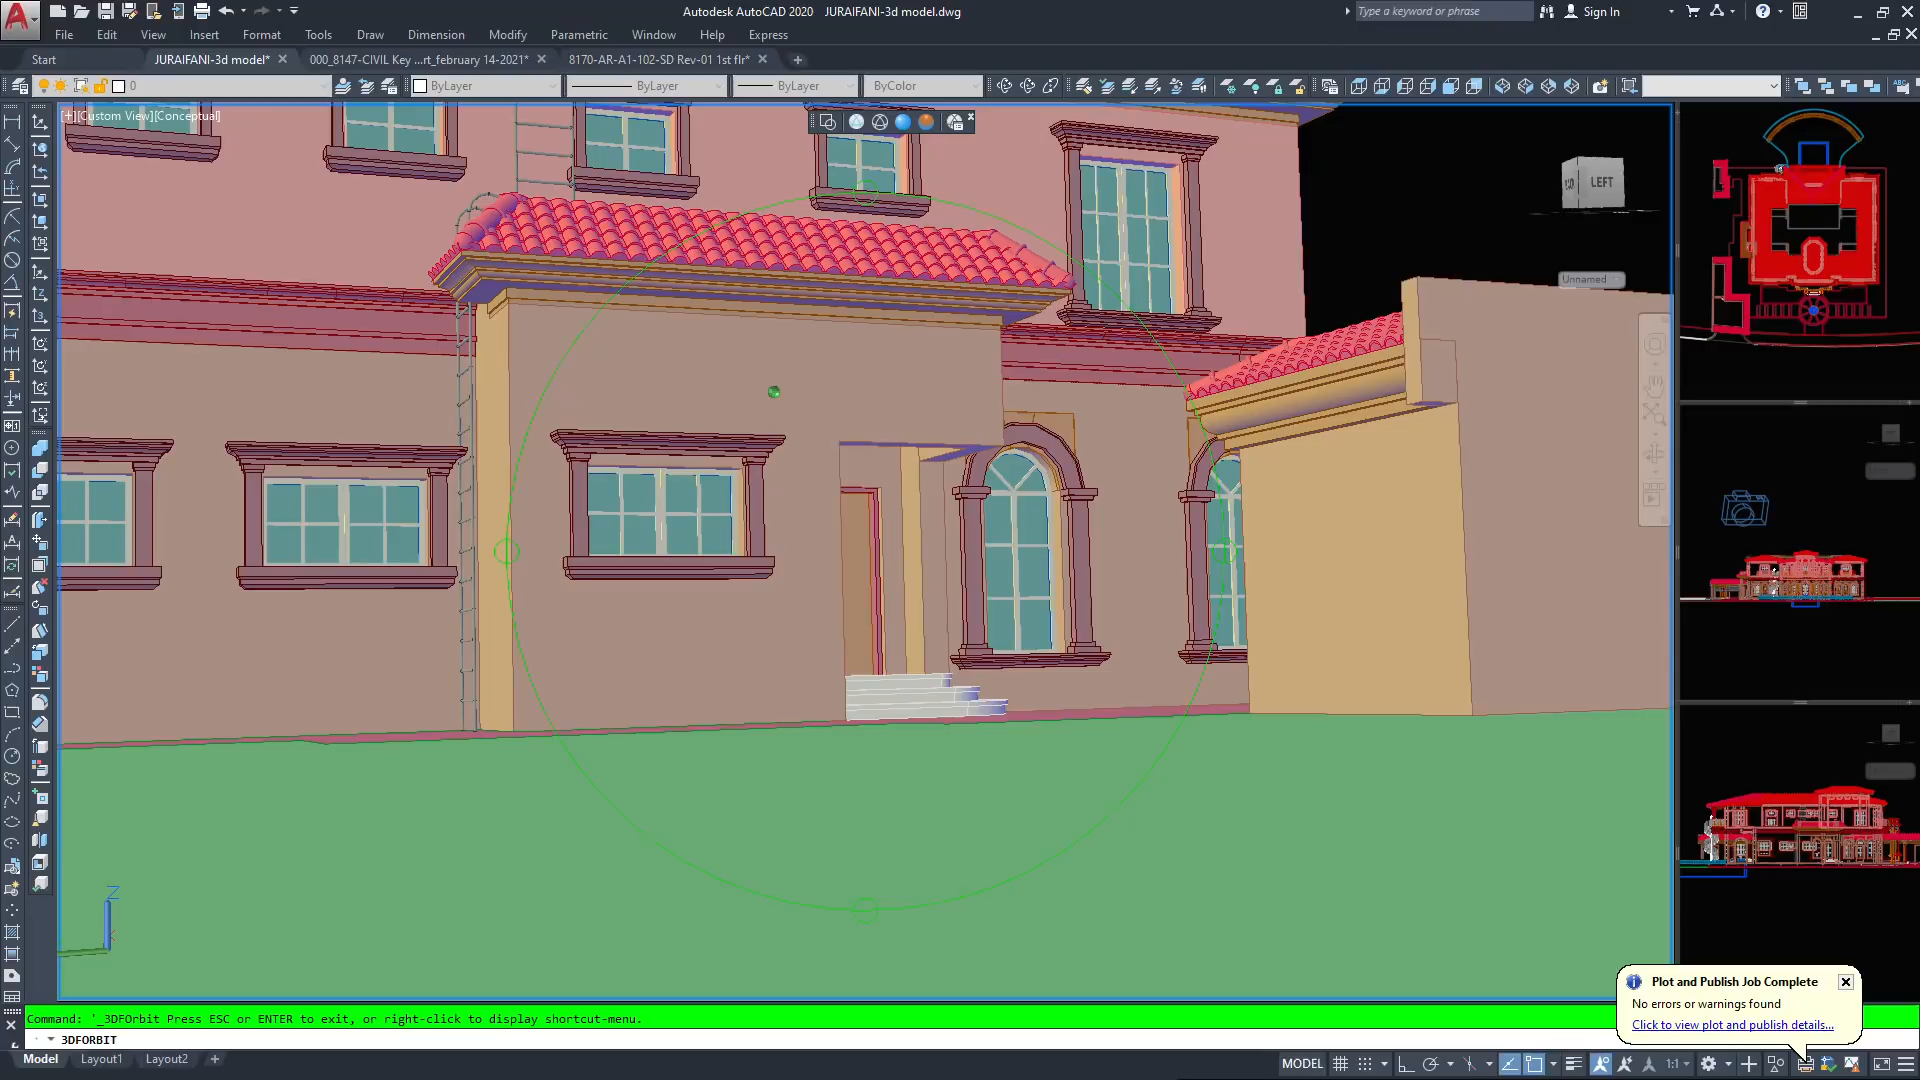 Autodesk AutoCAD 2020 JURAIFANI-3d model.dwg
Type a keyword or phrase
Sign In
File Edit View Insert Format Tools Draw Dimension Modify Parametric Window Help Express
Start
JURAIFANI-3d model*
000_8147-CIVIL Key ...rt_february 14-2021*
8170-AR-A1-102-SD Rev-01 1st flr*
0
ByLayer
ByLayer
ByLayer
ByColor
[+][Custom View][Conceptual]
LEFT
Unnamed
Z
Plot and Publish Job Complete
No errors or warnings found
Click to view plot and publish details...
Command: '_3DFOrbit Press ESC or ENTER to exit, or right-click to display shortcut-menu.
3DFORBIT
Model Layout1 Layout2
MODEL
1:1